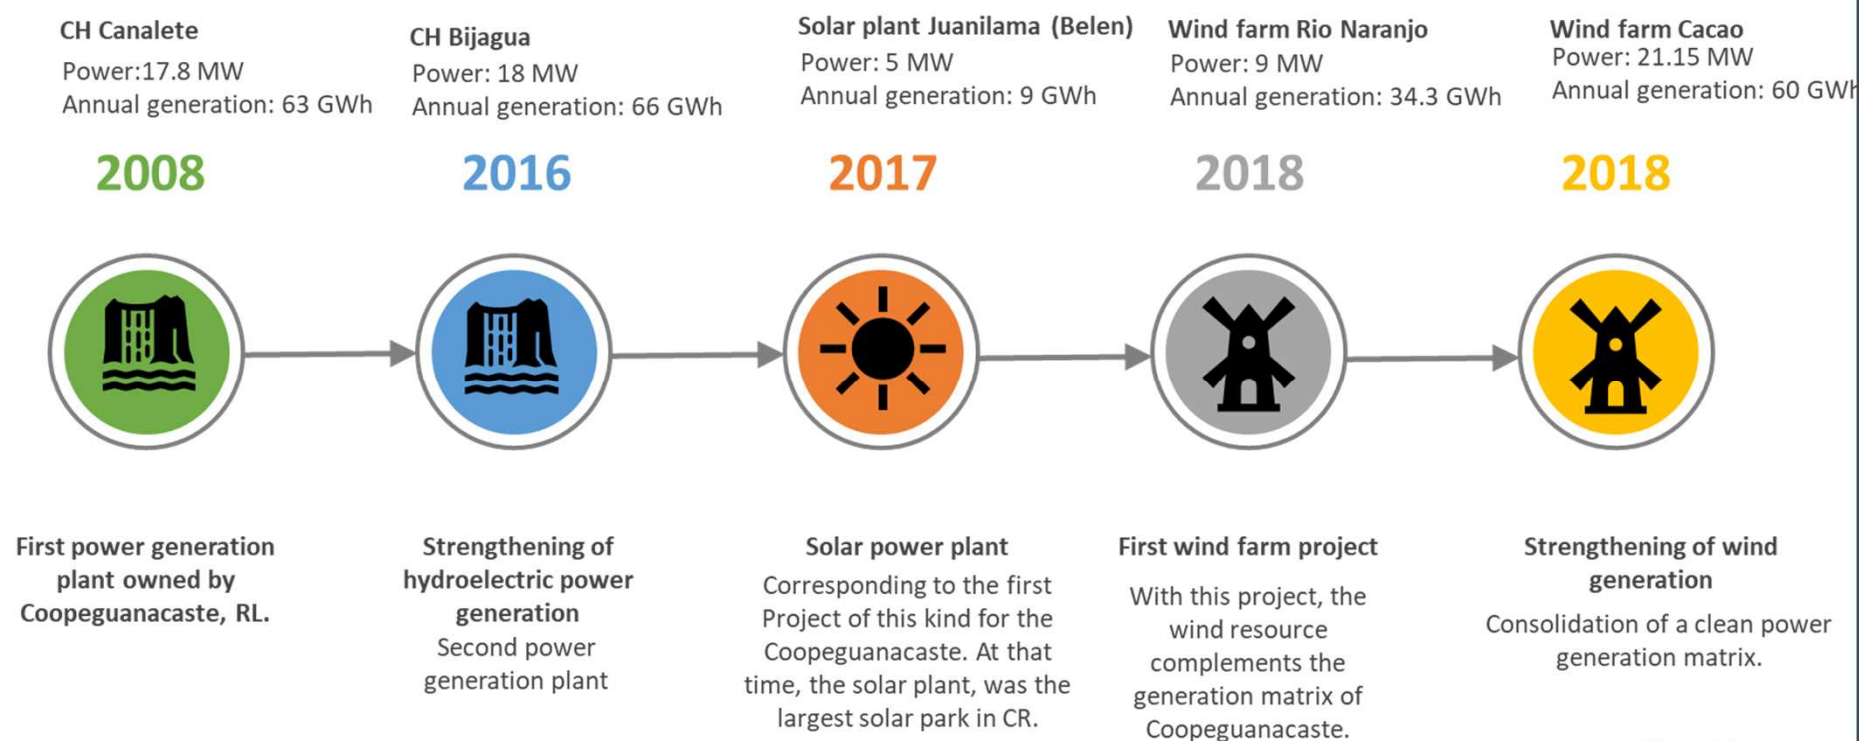 CH Canalete
Power:17.8 MW
Annual generation: 63 GWh
2008
First power generation
plant owned by
Coopeguanacaste, RL.
CH Bijagua
Power: 18 MW
Annual generation: 66 GWh
2016
Strengthening of
hydroelectric power
generation
Second power
generation plant
Solar plant Juanilama (Belen)
Power: 5 MW
Annual generation: 9 GWh
2017
Solar power plant
Corresponding to the first
Project of this kind for the
Coopeguanacaste. At that
time, the solar plant, was the
largest solar park in CR.
Wind farm Rio Naranjo
Power: 9 MW
Annual generation: 34.3 GWh
2018
First wind farm project
With this project, the
wind resource
complements the
generation matrix of
Coopeguanacaste.
Wind farm Cacao
Power: 21.15 MW
Annual generation: 60 GWh
2018
Strengthening of wind
generation
Consolidation of a clean power
generation matrix.